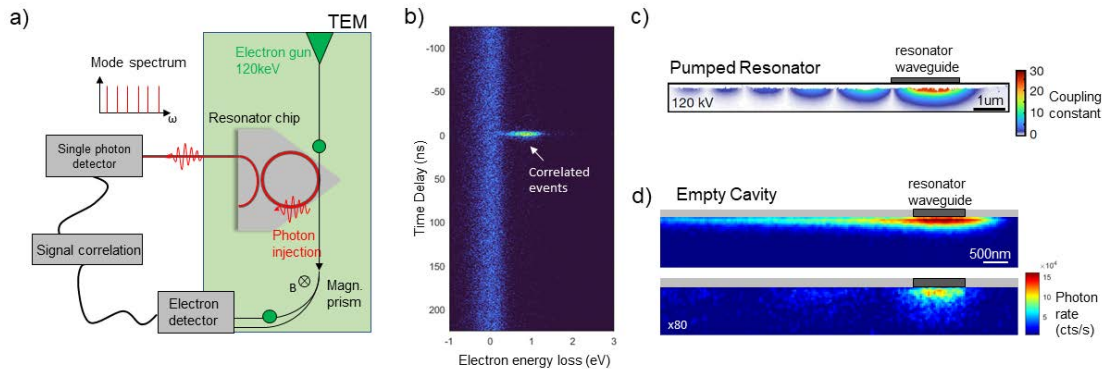 a)
TEM
Electron gun
120keV
Mode spectrum
ω
Resonator chip
Single photon
detector
Photon
injection
Signal correlation
B
Magn.
prism
Electron
detector
b)
-100
-50
0
50
100
150
200
Time Delay (ns)
Correlated
events
-1
0
1
2
3
Electron energy loss (eV)
c)
resonator
waveguide
Pumped Resonator
120 kV
1um
30
20
10
0
Coupling
constant
d)
Empty Cavity
resonator
waveguide
500nm
x80
×10⁴
15
10
5
0
Photon
rate
(cts/s)